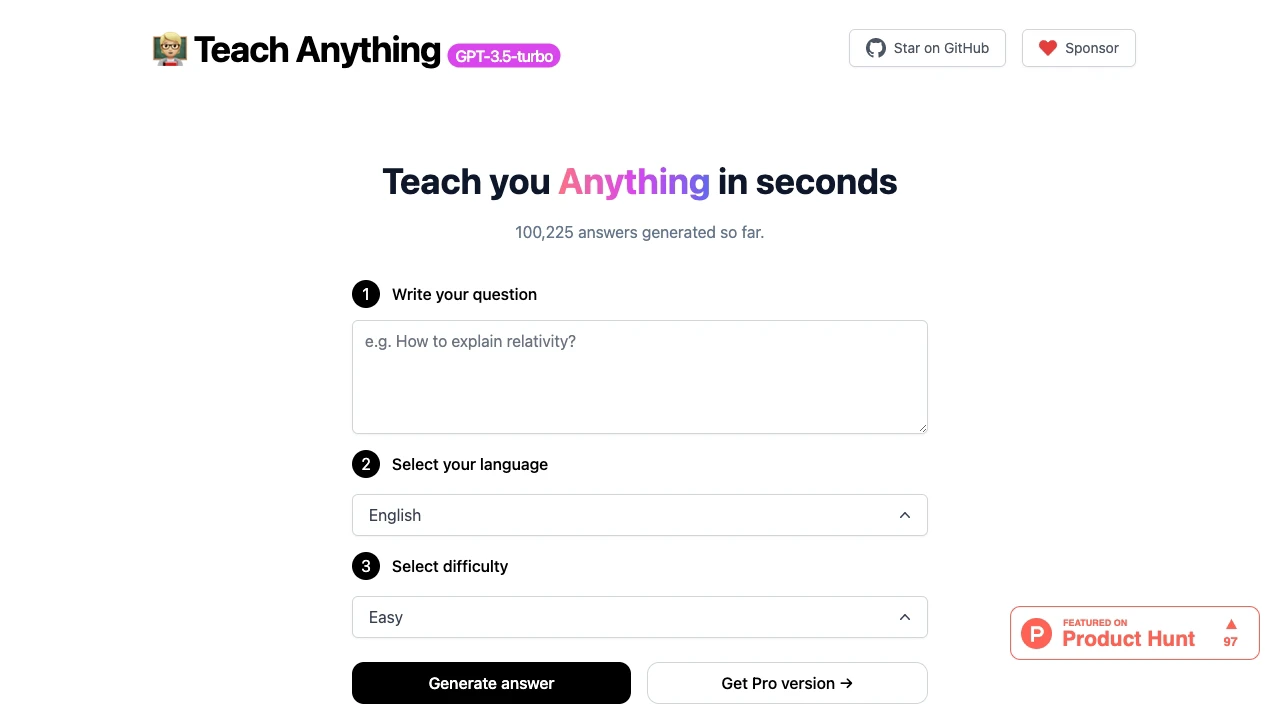 Teach Anything GPT-3.5-turbo
Star on GitHub
Sponsor
Teach you Anything in seconds
100,225 answers generated so far.
1 Write your question
e.g. How to explain relativity?
2 Select your language
English
3 Select difficulty
Easy
P FEATURED ON
Product Hunt
97
Generate answer
Get Pro version →